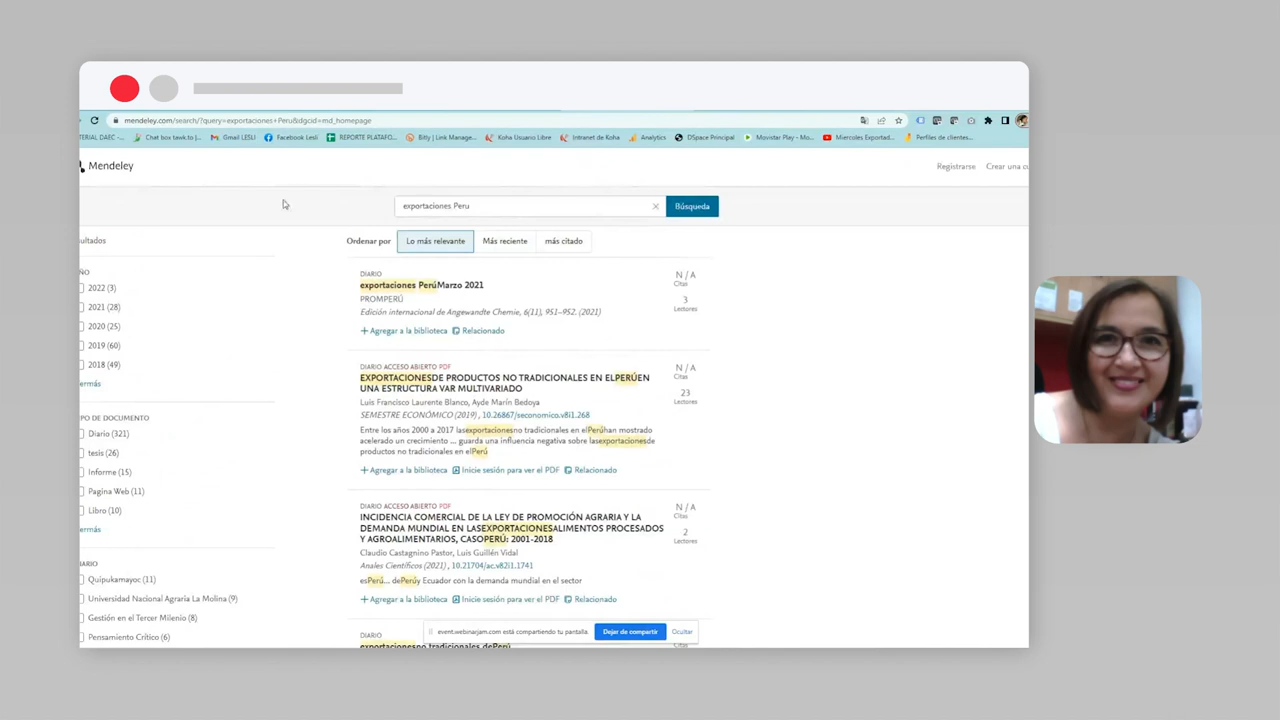 mendeley.com/search/?query=exportaciones+Peru&dgcid=md_homepage
TERIAL DAEC -... Chat box tawk.to |... Gmail LESLI Facebook Lesli REPORTE PLATAFO... Bitly | Link Manage... Koha Usuano Libre Intranet de Koha Analytics DSpace Principal Movistar Play - Mo... Miercoles Exportad... Perfiles de clientes...
Mendeley
Registrarse Crear una cu
exportaciones Peru
Búsqueda
ultados
Ordenar por Lo más relevante Más reciente más citado
ÑO
2022 (3)
2021 (28)
2020 (25)
2019 (60)
2018 (49)
ermás
PO DE DOCUMENTO
Diario (321)
tesis (26)
Informe (15)
Pagina Web (11)
Libro (10)
ermás
IARIO
Quipukamayoc (11)
Universidad Nacional Agraria La Molina (9)
Gestión en el Tercer Milenio (8)
Pensamiento Crítico (6)
DIARIO
exportaciones PerúMarzo 2021
PROMPERÚ
Edición internacional de Angewandte Chemie, 6(11), 951–952. (2021)
Agregar a la biblioteca Relacionado
N / A
Citas
3
Lectores
DIARIO ACCESO ABIERTO PDF
EXPORTACIONESDE PRODUCTOS NO TRADICIONALES EN ELPERÚEN
UNA ESTRUCTURA VAR MULTIVARIADO
Luis Francisco Laurente Blanco, Ayde Marín Bedoya
SEMESTRE ECONÓMICO (2019) , 10.26867/seconomico.v8i1.268
Entre los años 2000 a 2017 lasexportacionesno tradicionales en elPerúhan mostrado
acelerado un crecimiento ... guarda una influencia negativa sobre lasexportacionesde
productos no tradicionales en elPerú
Agregar a la biblioteca Inicie sesión para ver el PDF Relacionado
N / A
Citas
23
Lectores
DIARIO ACCESO ABIERTO PDF
INCIDENCIA COMERCIAL DE LA LEY DE PROMOCIÓN AGRARIA Y LA
DEMANDA MUNDIAL EN LASEXPORTACIONESALIMENTOS PROCESADOS
Y AGROALIMENTARIOS, CASOPERÚ: 2001-2018
Claudio Castagnino Pastor, Luis Guillén Vidal
Anales Científicos (2021) , 10.21704/ac.v82i1.1741
esPerú... dePerúy Ecuador con la demanda mundial en el sector
Agregar a la biblioteca Inicie sesión para ver el PDF Relacionado
N / A
Citas
2
Lectores
DIARIO
exportacionesno tradicionales dePerú
Citas
event.webinarjam.com está compartiendo tu pantalla. Dejar de compartir Ocultar